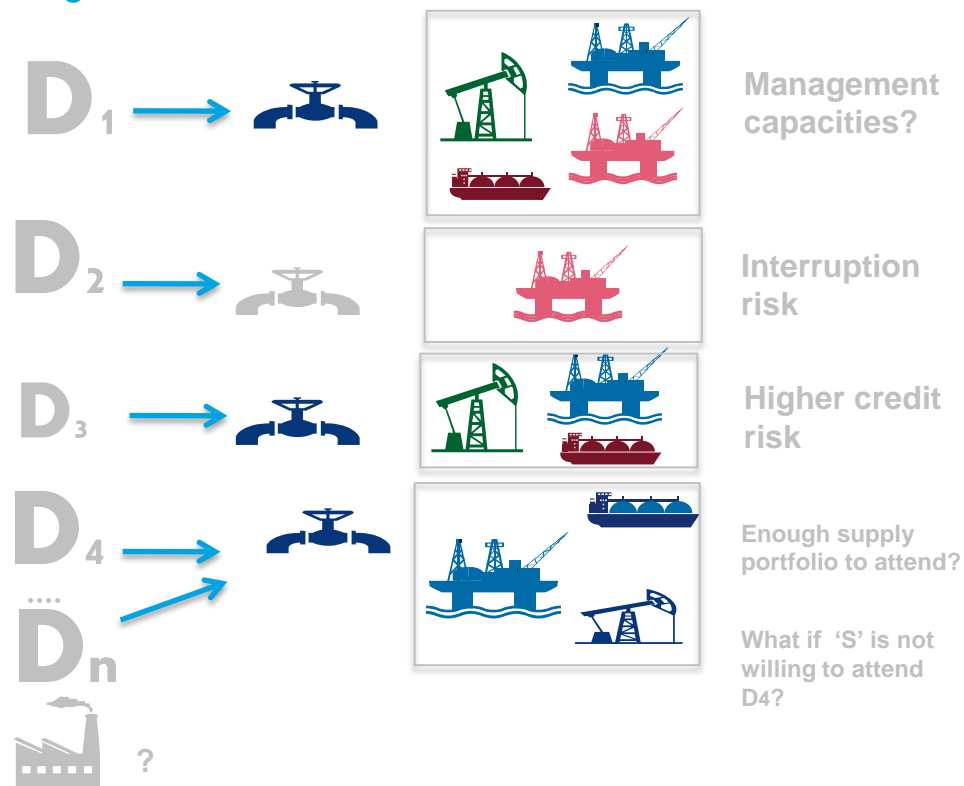 D1
Management
capacities?
D2
Interruption
risk
D3
Higher credit
risk
D4
Enough supply
portfolio to attend?
....
Dn
What if ‘S’ is not
willing to attend
D4?
?